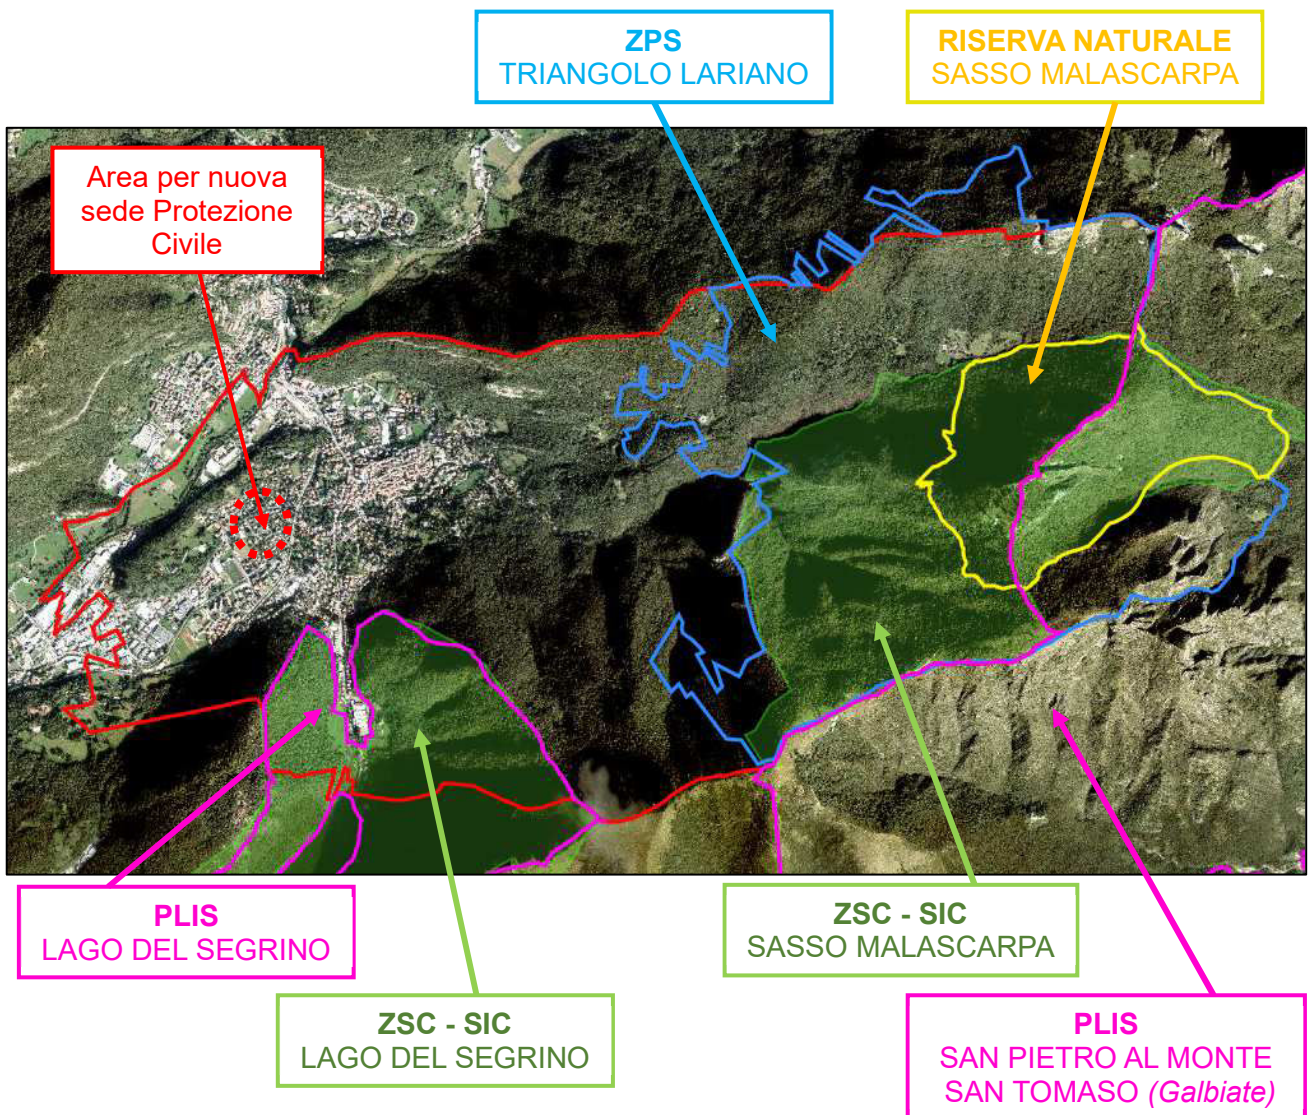 ZPS
TRIANGOLO LARIANO
RISERVA NATURALE
SASSO MALASCARPA
Area per nuova
sede Protezione
Civile
PLIS
LAGO DEL SEGRINO
ZSC - SIC
LAGO DEL SEGRINO
ZSC - SIC
SASSO MALASCARPA
PLIS
SAN PIETRO AL MONTE
SAN TOMASO (Galbiate)